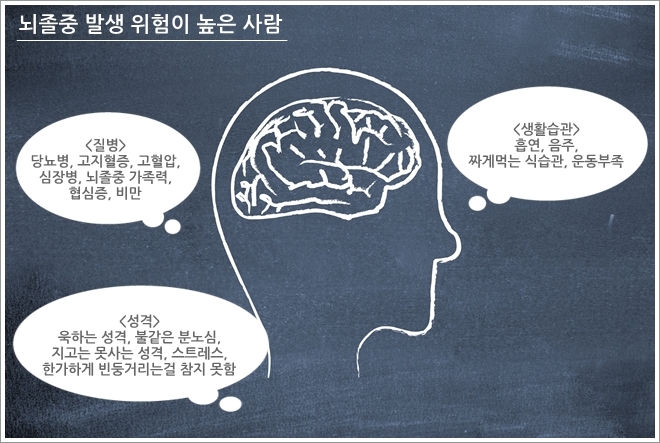 뇌졸중 발생 위험이 높은 사람
<질병>
당뇨병, 고지혈증, 고혈압,
심장병, 뇌졸중 가족력,
협심증, 비만
<생활습관>
흡연, 음주,
짜게먹는 식습관, 운동부족
<성격>
욱하는 성격, 불같은 분노심,
지고는 못사는 성격, 스트레스,
한가하게 빈둥거리는걸 참지 못함